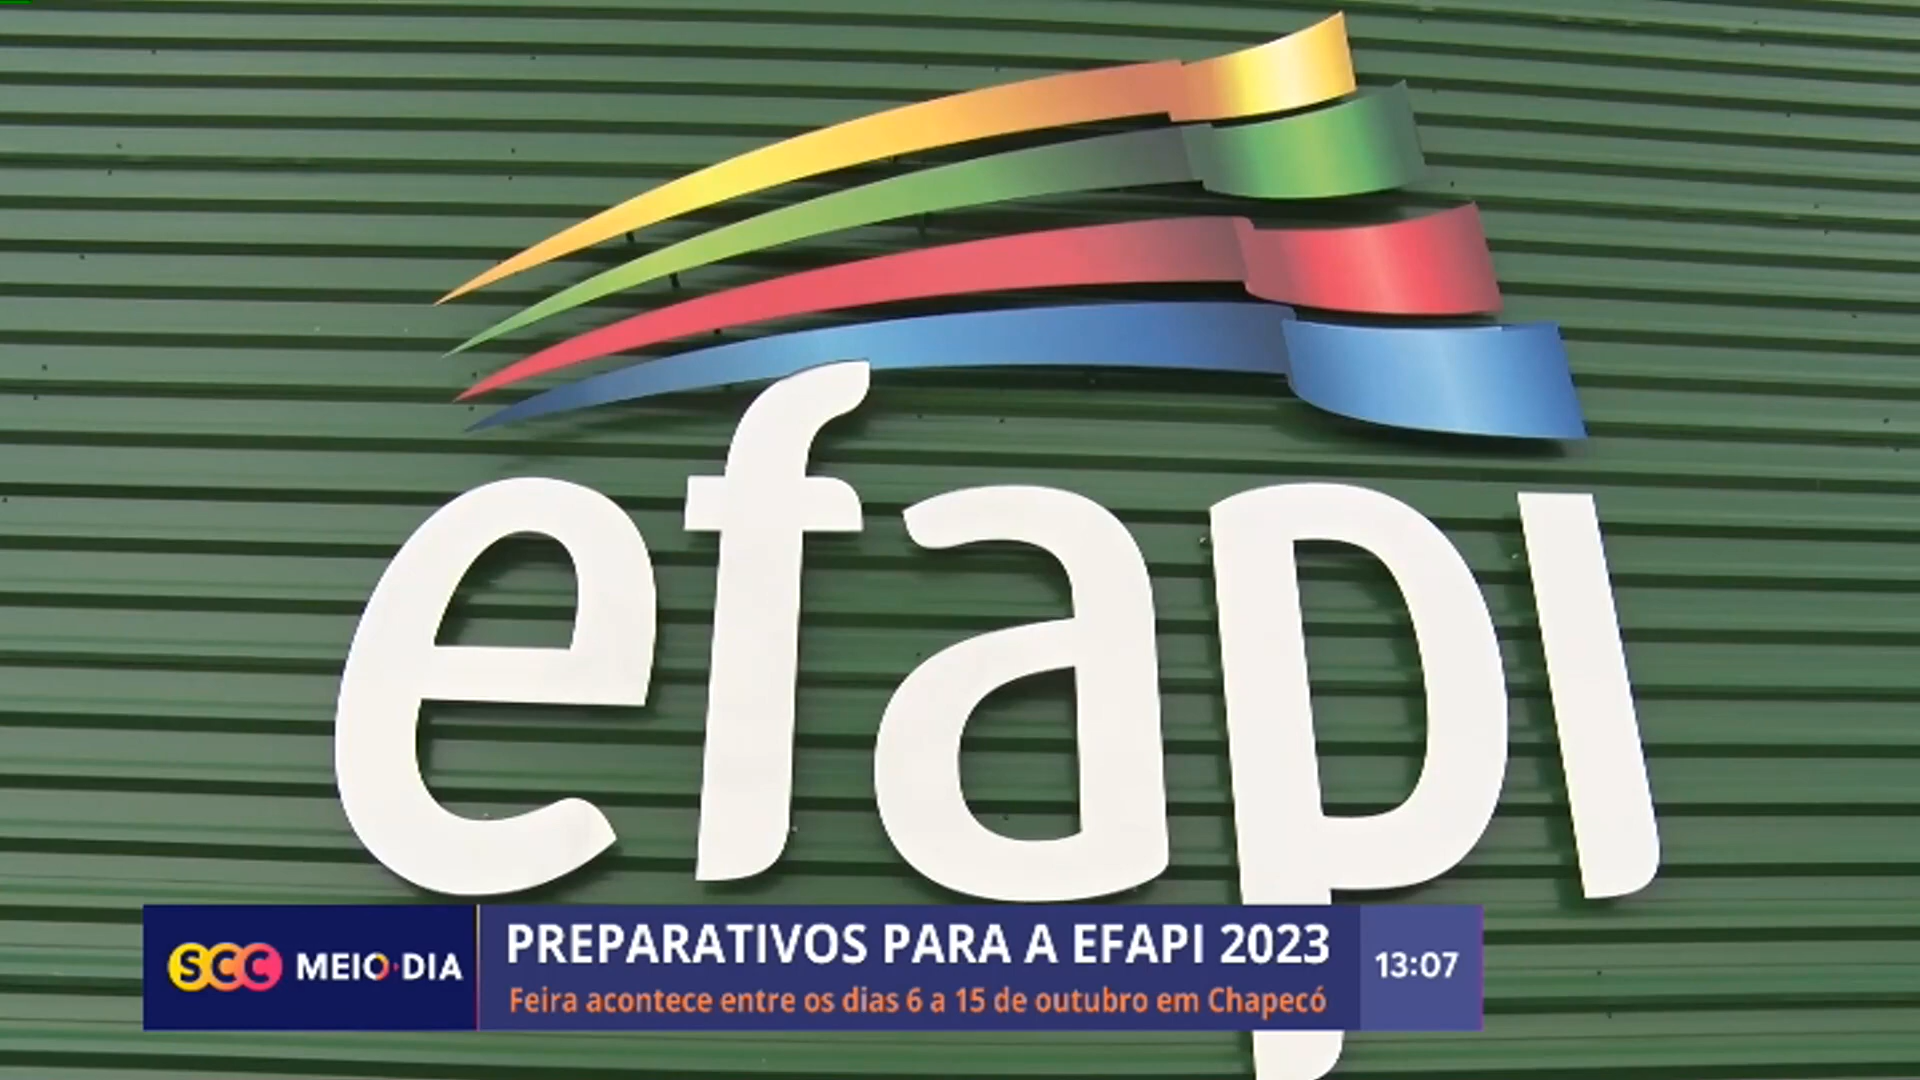 efapi
SCC MEIO-DIA
PREPARATIVOS PARA A EFAPI 2023
Feira acontece entre os dias 6 a 15 de outubro em Chapecó
13:07